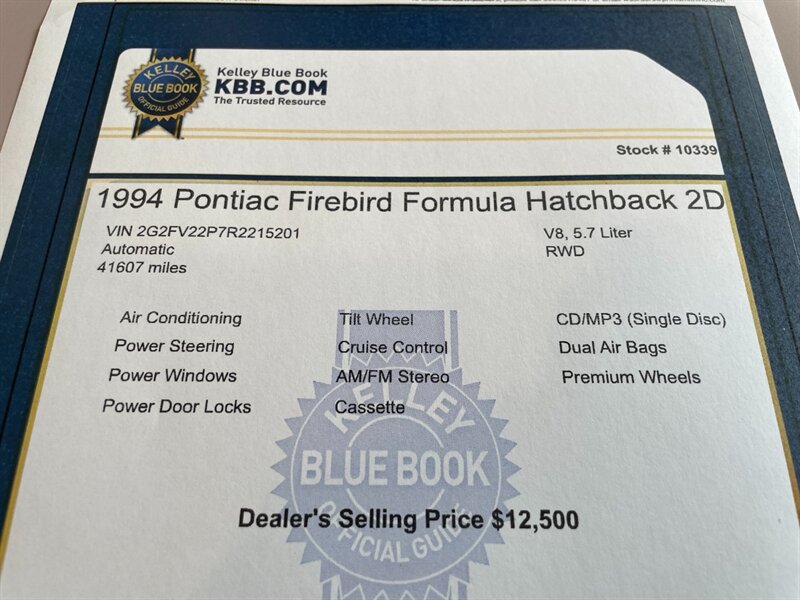 KELLEY
BLUE BOOK
OFFICIAL GUIDE
Kelley Blue Book
KBB.COM
The Trusted Resource
Stock # 10339
1994 Pontiac Firebird Formula Hatchback 2D
VIN 2G2FV22P7R2215201
V8, 5.7 Liter
Automatic
RWD
41607 miles
Air Conditioning
Tilt Wheel
CD/MP3 (Single Disc)
Power Steering
Cruise Control
Dual Air Bags
Power Windows
AM/FM Stereo
Premium Wheels
Power Door Locks
Cassette
KELLEY
BLUE BOOK
OFFICIAL GUIDE
Dealer's Selling Price $12,500